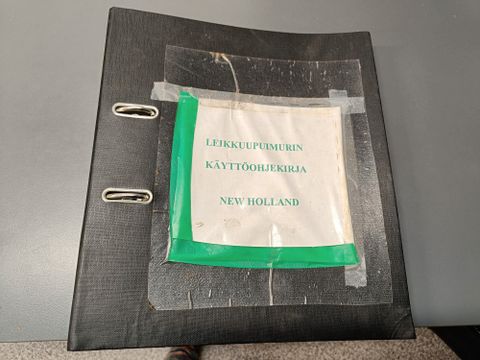 LEIKKUUPUIMURIN
KÄYTTÖOHJEKIRJA
NEW HOLLAND